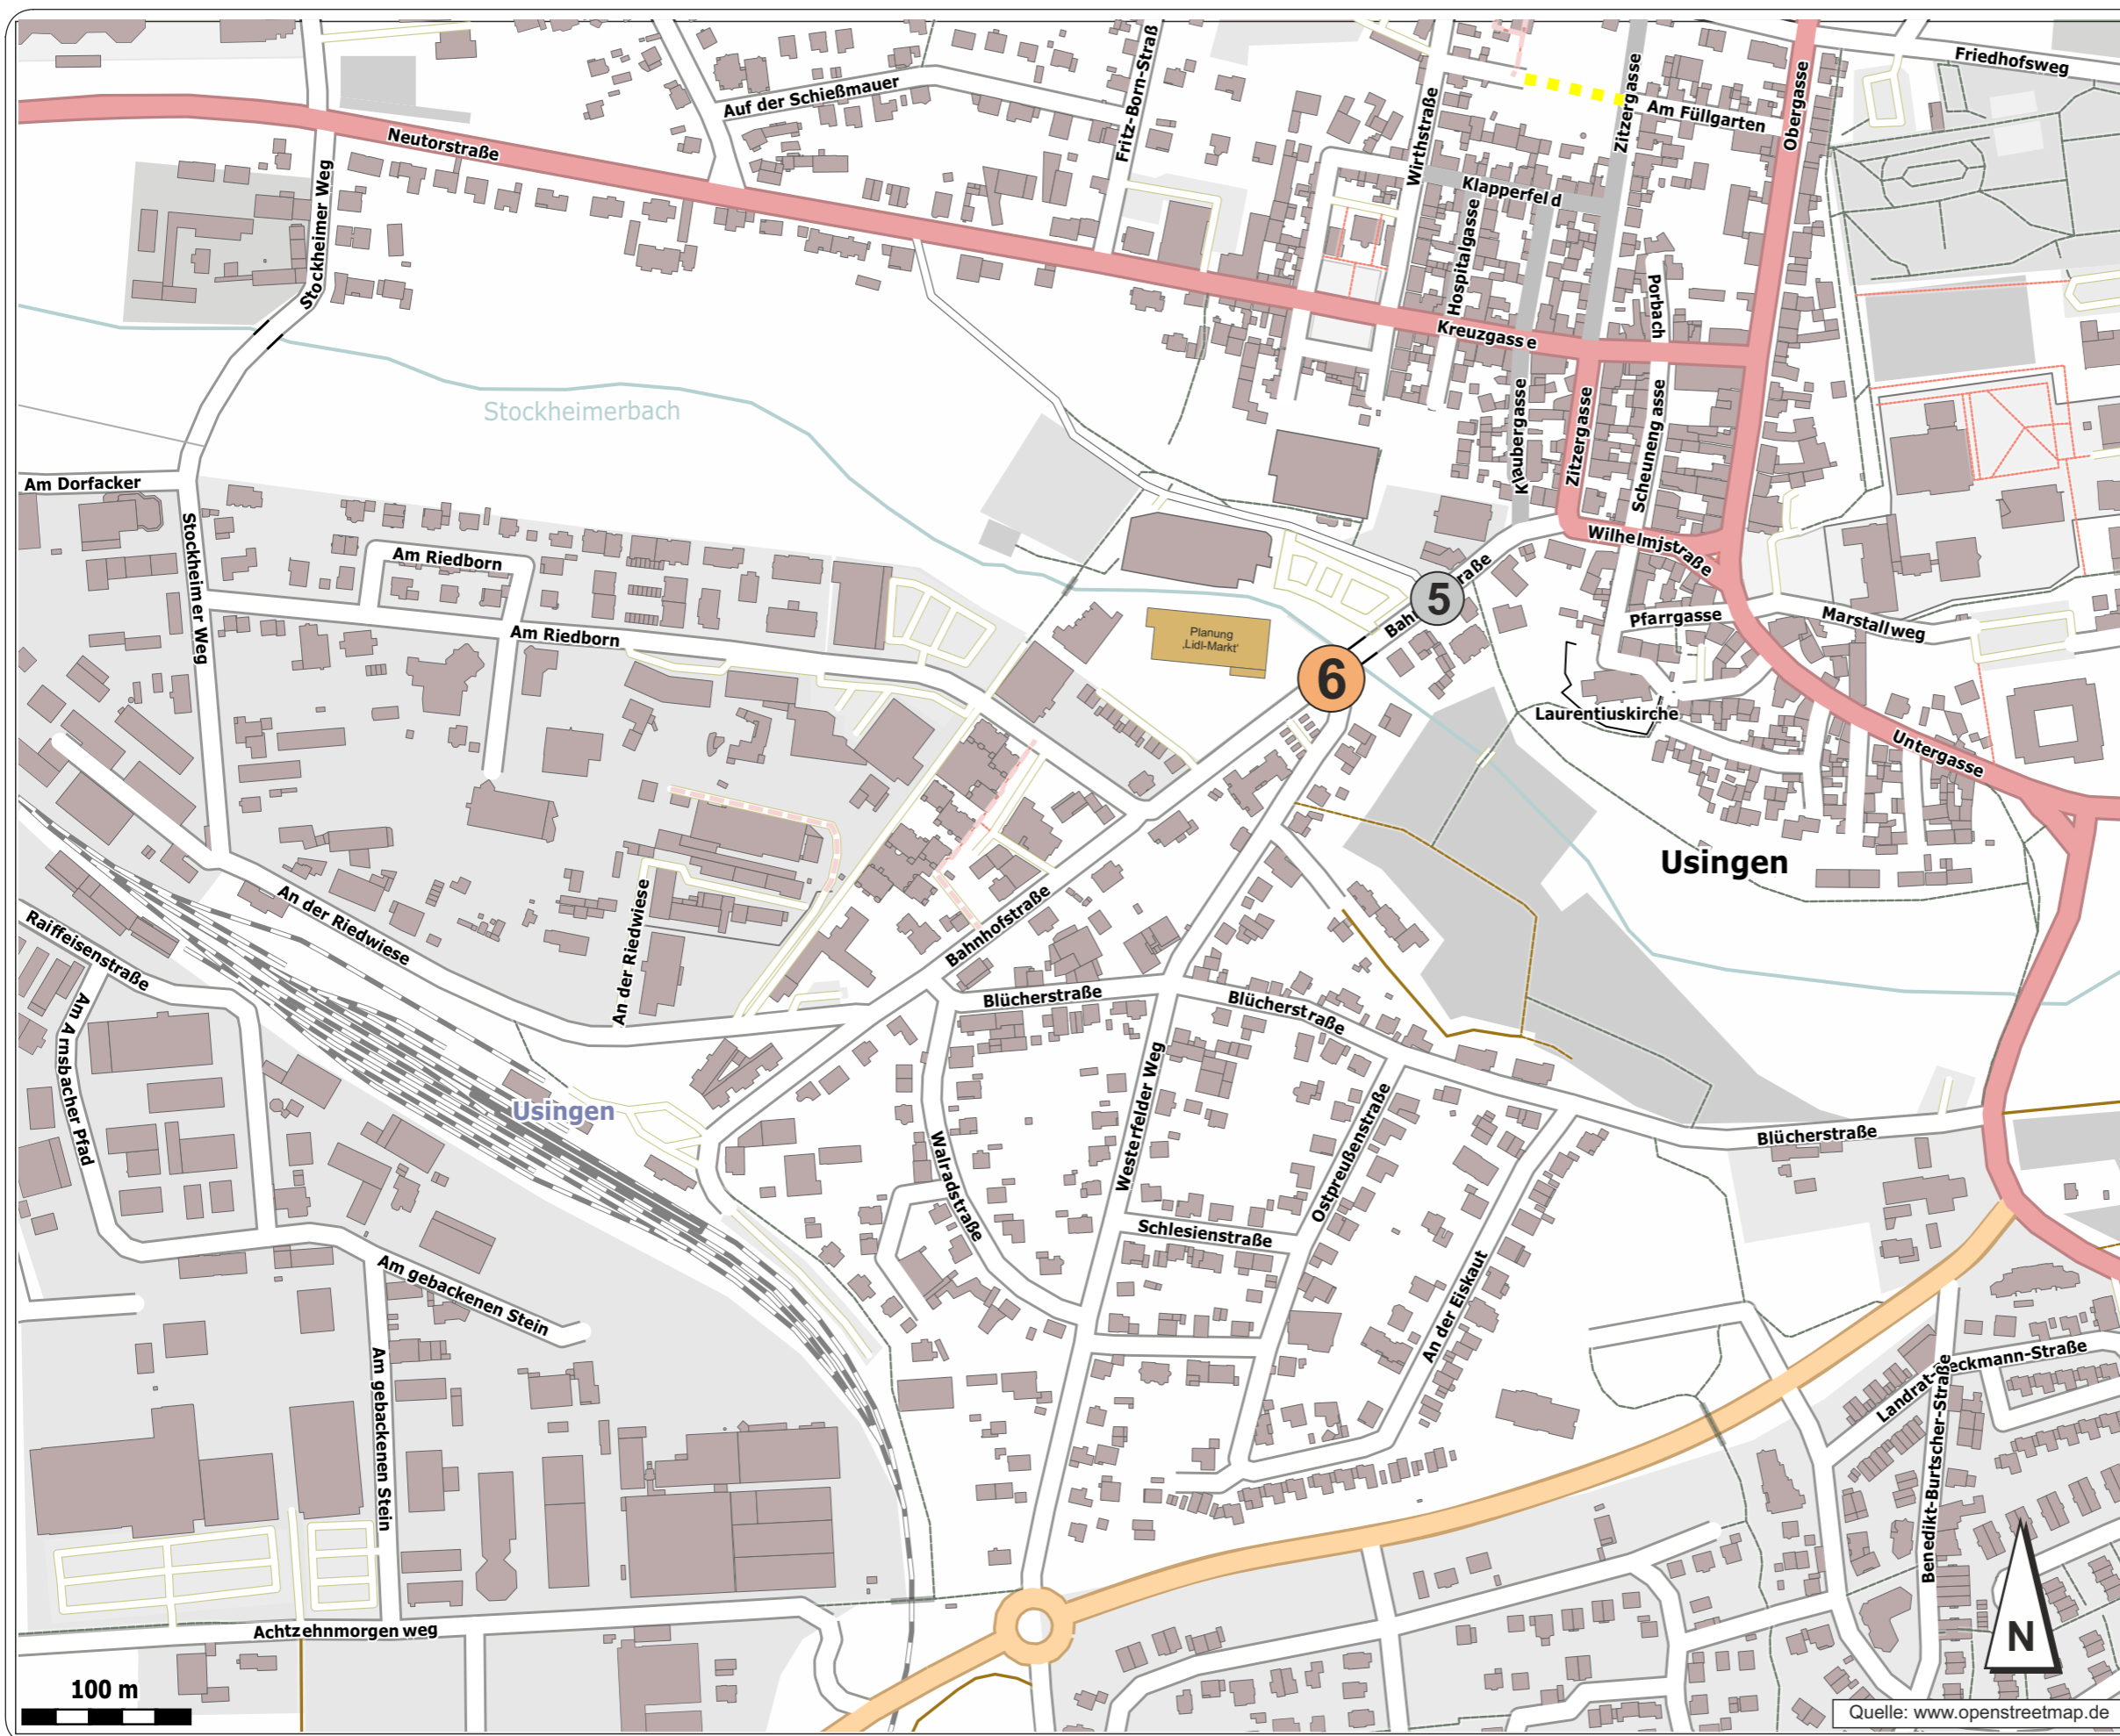 Friedhofsweg
Auf der Schießmauer
Fritz-Born-Straß
Wirthstraße
Zitzergasse
Am Füllgarten
Obergasse
Neutorstraße
Stockheimer Weg
Klapperfeld
Hospitalgasse
Porbach
Kreuzgasse
Stockheimerbach
Klaubergasse
Zitzergasse
Scheunengasse
Am Dorfacker
Stockheimer Weg
Am Riedborn
Wilhelmjstraße
5
Bah
raße
Pfarrgasse
Marstallweg
Am Riedborn
Planung
‚Lidl-Markt'
6
Laurentiuskirche
Untergasse
Usingen
An der Riedwiese
An der Riedwiese
Bahnhofstraße
Raiffeisenstraße
Blücherstraße
Blücherstraße
Am Arnsbacher Pfad
Usingen
Westerfelder Weg
Ostpreußenstraße
Blücherstraße
Walradstraße
Schlesienstraße
An der Eiskaut
Am gebackenen Stein
Am gebackenen Stein
Landrat-
eckmann-Straße
Benedikt-Burtscher-Straße
Achtzehnmorgenweg
N
100 m
Quelle: www.openstreetmap.de